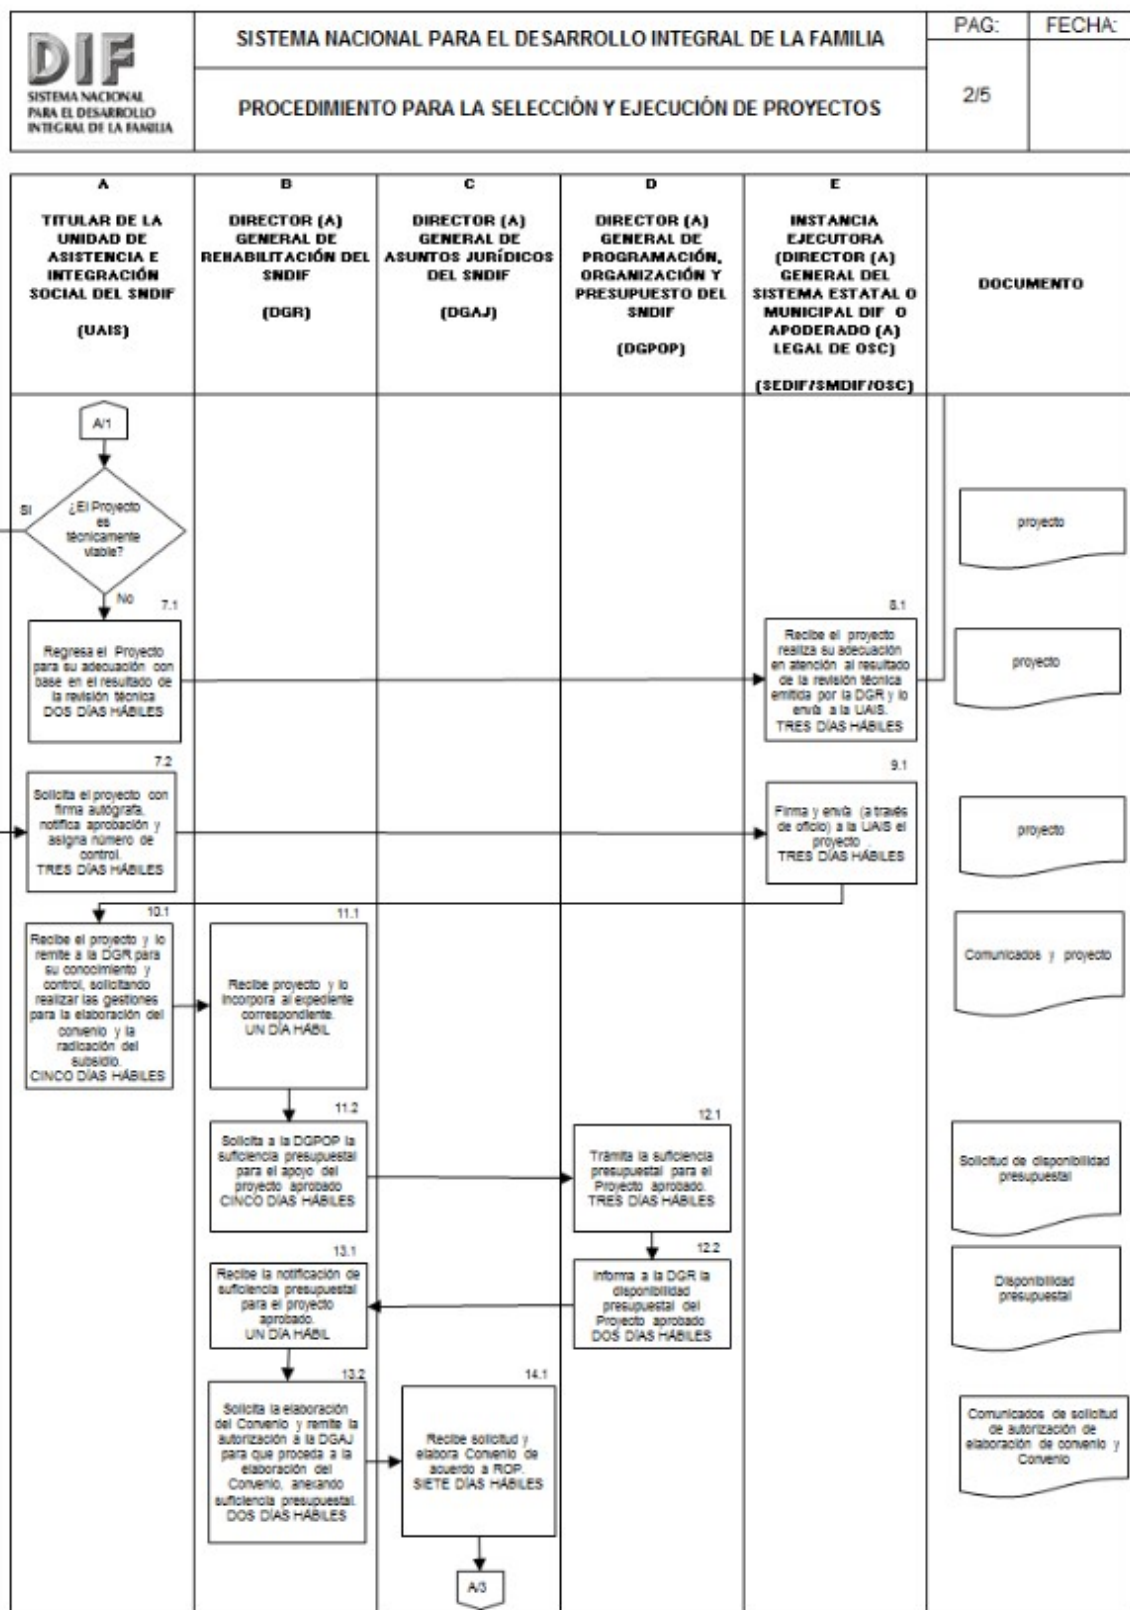 DIF
SISTEMA NACIONAL
PARA EL DESARROLLO
INTEGRAL DE LA FAMILIA
SISTEMA NACIONAL PARA EL DESARROLLO INTEGRAL DE LA FAMILIA
PROCEDIMIENTO PARA LA SELECCIÓN Y EJECUCIÓN DE PROYECTOS
PAG:
FECHA:
2/5
A
TITULAR DE LA
UNIDAD DE
ASISTENCIA E
INTEGRACIÓN
SOCIAL DEL SNDIF
(UAIS)
B
DIRECTOR (A)
GENERAL DE
REHABILITACIÓN DEL
SNDIF
(DGR)
C
DIRECTOR (A)
GENERAL DE
ASUNTOS JURÍDICOS
DEL SNDIF
(DGAJ)
D
DIRECTOR (A)
GENERAL DE
PROGRAMACIÓN,
ORGANIZACIÓN Y
PRESUPUESTO DEL
SNDIF
(DGPOP)
E
INSTANCIA
EJECUTORA
(DIRECTOR (A)
GENERAL DEL
SISTEMA ESTATAL O
MUNICIPAL DIF O
APODERADO (A)
LEGAL DE OSC)
(SEDIF/SMDIF/OSC)
DOCUMENTO
A/1
SI
¿El Proyecto
es
técnicamente
viable?
No
proyecto
7.1
Regresa el Proyecto
para su adecuación con
base en el resultado de
la revisión técnica
DOS DÍAS HÁBILES
8.1
Recibe el proyecto
realiza su adecuación
en atención al resultado
de la revisión técnica
emitida por la DGR y lo
envía a la UAIS.
TRES DÍAS HÁBILES
proyecto
7.2
Solicita el proyecto con
firma autógrafa,
notifica aprobación y
asigna número de
control.
TRES DÍAS HÁBILES
9.1
Firma y envía (a través
de oficio) a la UAIS el
proyecto .
TRES DÍAS HÁBILES
proyecto
10.1
Recibe el proyecto y lo
remite a la DGR para
su conocimiento y
control, solicitando
realizar las gestiones
para la elaboración del
convenio y la
radicación del
subsidio.
CINCO DÍAS HÁBILES
11.1
Recibe proyecto y lo
incorpora al expediente
correspondiente.
UN DÍA HÁBIL
Comunicados y proyecto
11.2
Solicita a la DGPOP la
suficiencia presupuestal
para el apoyo del
proyecto aprobado
CINCO DÍAS HÁBILES
12.1
Trámita la suficiencia
presupuestal para el
Proyecto aprobado.
TRES DÍAS HÁBILES
Solicitud de disponibilidad
presupuestal
13.1
Recibe la notificación de
suficiencia presupuestal
para el proyecto
aprobado.
UN DÍA HÁBIL
12.2
Informa a la DGR la
disponibilidad
presupuestal del
Proyecto aprobado
DOS DÍAS HÁBILES
Disponibilidad
presupuestal
13.2
Solicita la elaboración
del Convenio y remite la
autorización a la DGAJ
para que proceda a la
elaboración del
Convenio, anexando
suficiencia presupuestal.
DOS DÍAS HÁBILES
14.1
Recibe solicitud y
elabora Convenio de
acuerdo a ROP.
SIETE DÍAS HÁBILES
Comunicados de solicitud
de autorización de
elaboración de convenio y
Convenio
A/3